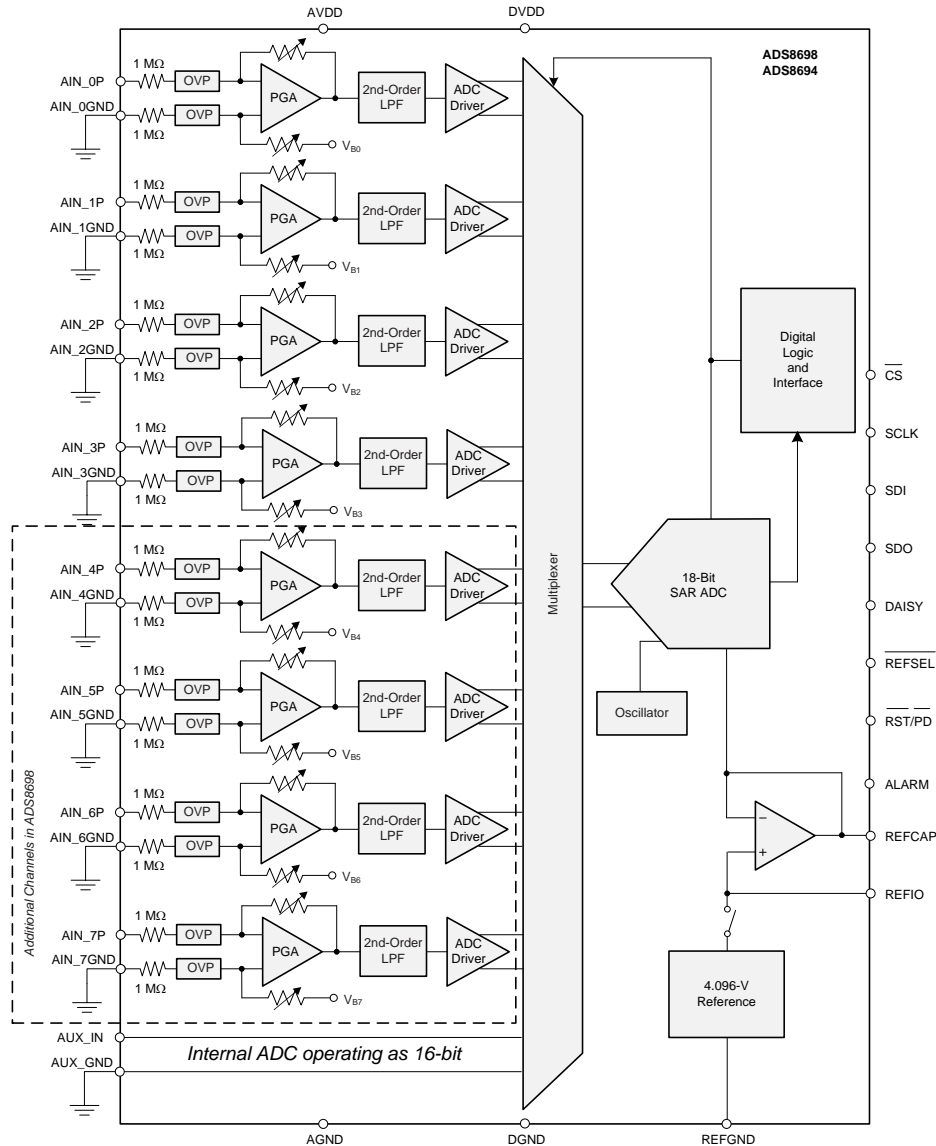 AVDD
DVDD
ADS8698
ADS8694
1 MΩ
AIN_0P
OVP
PGA
2nd-Order
LPF
ADC
Driver
AIN_0GND
OVP
1 MΩ
VB0
1 MΩ
AIN_1P
OVP
PGA
2nd-Order
LPF
ADC
Driver
AIN_1GND
OVP
1 MΩ
VB1
1 MΩ
AIN_2P
OVP
PGA
2nd-Order
LPF
ADC
Driver
AIN_2GND
OVP
1 MΩ
VB2
1 MΩ
AIN_3P
OVP
PGA
2nd-Order
LPF
ADC
Driver
AIN_3GND
OVP
1 MΩ
VB3
Additional Channels in ADS8698
1 MΩ
AIN_4P
OVP
PGA
2nd-Order
LPF
ADC
Driver
AIN_4GND
OVP
1 MΩ
VB4
1 MΩ
AIN_5P
OVP
PGA
2nd-Order
LPF
ADC
Driver
AIN_5GND
OVP
1 MΩ
VB5
1 MΩ
AIN_6P
OVP
PGA
2nd-Order
LPF
ADC
Driver
AIN_6GND
OVP
1 MΩ
VB6
1 MΩ
AIN_7P
OVP
PGA
2nd-Order
LPF
ADC
Driver
AIN_7GND
OVP
1 MΩ
VB7
AUX_IN
Internal ADC operating as 16-bit
AUX_GND
Multiplexer
Digital
Logic
and
Interface
18-Bit
SAR ADC
Oscillator
−
+
4.096-V
Reference
CS
SCLK
SDI
SDO
DAISY
REFSEL
RST/PD
ALARM
REFCAP
REFIO
AGND
DGND
REFGND